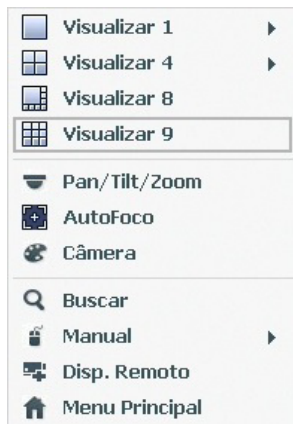 Visualizar 1
Visualizar 4
Visualizar 8
Visualizar 9
Pan/Tilt/Zoom
AutoFoco
Câmera
Buscar
Manual
Disp. Remoto
Menu Principal